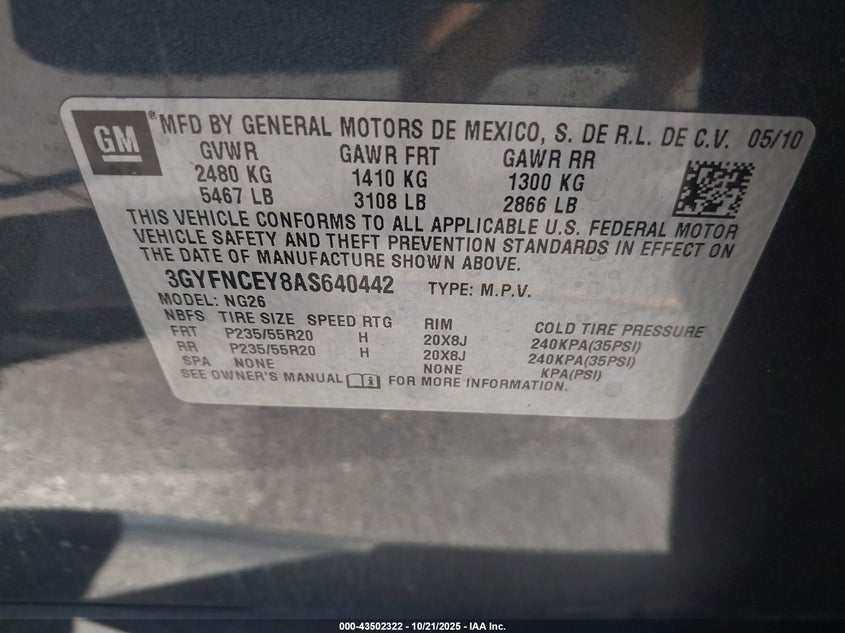 GM
® MFD BY GENERAL MOTORS DE MEXICO, S. DE R.L. DE C.V. 05/10
GVWR GAWR FRT GAWR RR
2480 KG 1410 KG 1300 KG
5467 LB 3108 LB 2866 LB
THIS VEHICLE CONFORMS TO ALL APPLICABLE U.S. FEDERAL MOTOR
VEHICLE SAFETY AND THEFT PREVENTION STANDARDS IN EFFECT ON
THE DATE OF MANUFACTURE SHOWN ABOVE.
3GYFNCEY8AS640442 TYPE: M.P.V.
MODEL: NG26
NBFS TIRE SIZE SPEED RTG RIM COLD TIRE PRESSURE
FRT P235/55R20 H 20X8J 240KPA(35PSI)
RR P235/55R20 H 20X8J 240KPA(35PSI)
SPA NONE NONE KPA(PSI)
SEE OWNER'S MANUAL FOR MORE INFORMATION.
000-43502322 | 10/21/2025 - IAA Inc.